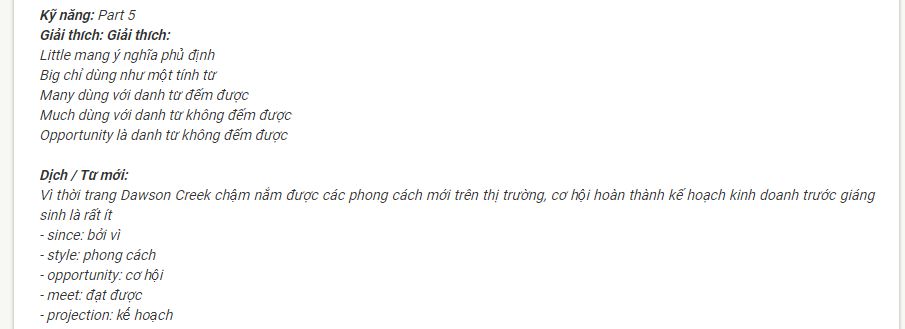 Kỹ năng: Part 5
Giải thích: Giải thích:
Little mang ý nghĩa phủ định
Big chỉ dùng như một tính từ
Many dùng với danh từ đếm được
Much dùng với danh từ không đếm được
Opportunity là danh từ không đếm được
Dịch / Từ mới:
Vì thời trang Dawson Creek chậm nắm được các phong cách mới trên thị trường, cơ hội hoàn thành kế hoạch kinh doanh trước giáng
sinh là rất ít
- since: bởi vì
- style: phong cách
- opportunity: cơ hội
- meet: đạt được
- projection: kế hoạch